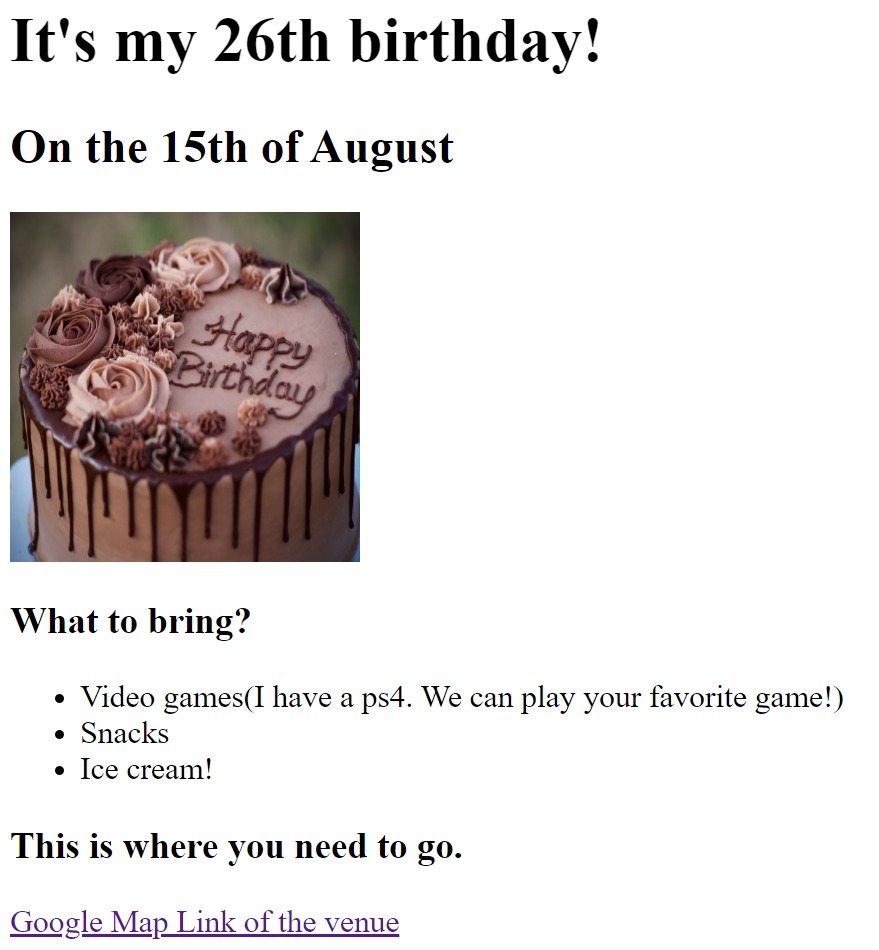 It's my 26th birthday!
On the 15th of August
Happy
Birthday
What to bring?
Video games(I have a ps4. We can play your favorite game!)
Snacks
Ice cream!
This is where you need to go.
Google Map Link of the venue